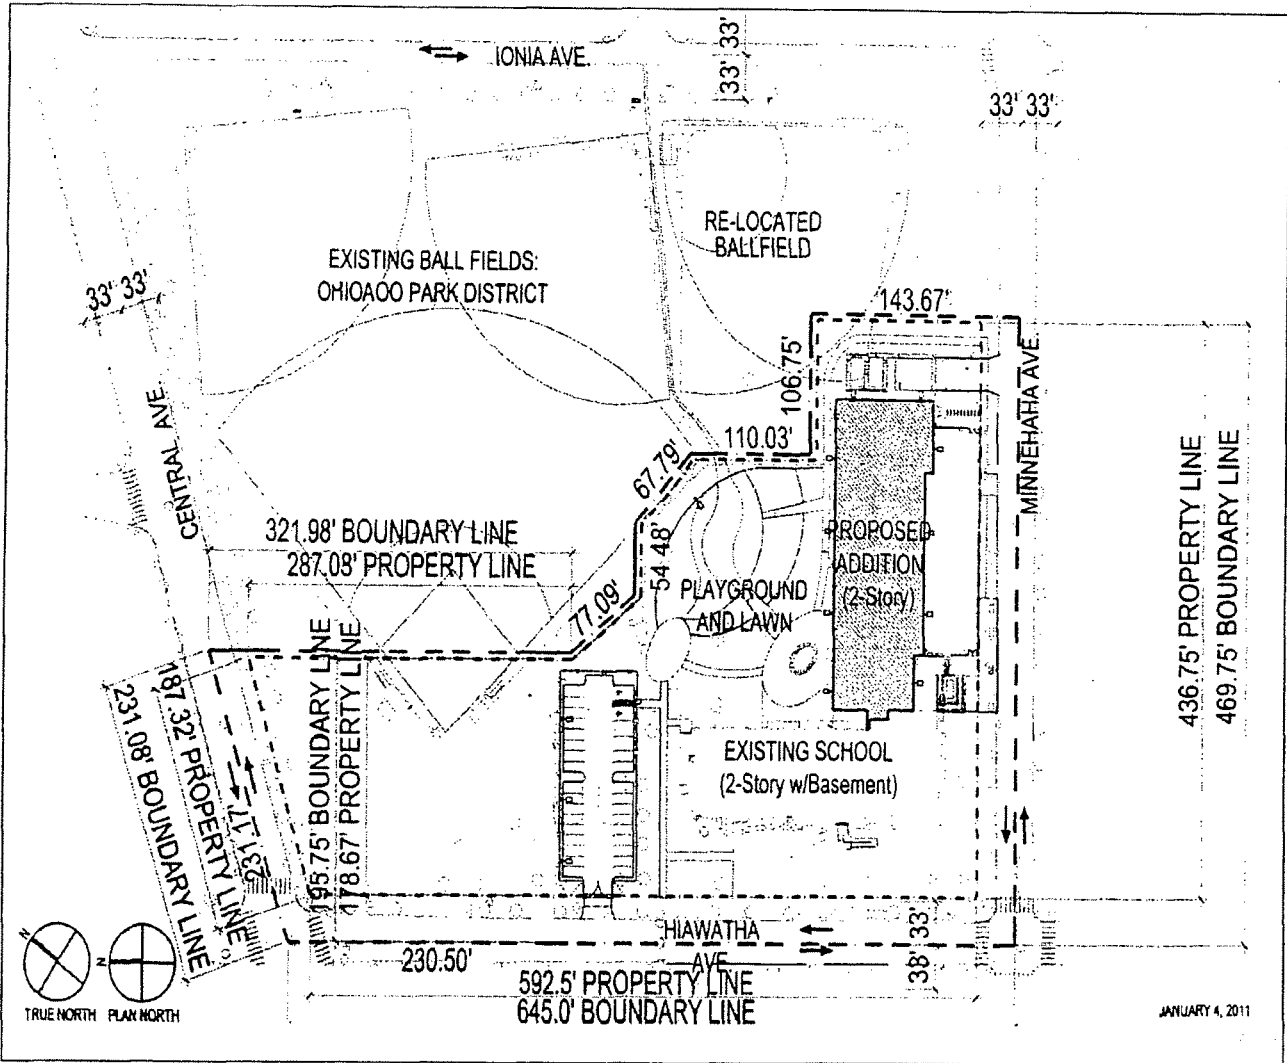 IONIA AVE.
33' 33'
33' 33'
RE-LOCATED
BALLFIELD
EXISTING BALL FIELDS:
OHIOAOO PARK DISTRICT
33' 33'
143.67'
106.75'
MINNEHAHA AVE.
110.03'
67.79'
CENTRAL AVE.
436.75' PROPERTY LINE
469.75' BOUNDARY LINE
321.98' BOUNDARY LINE
287.08' PROPERTY LINE
54.48'
77.09'
PROPOSED
ADDITION
(2-Story)
PLAYGROUND
AND LAWN
187.32' PROPERTY LINE
231.08' BOUNDARY LINE
231.17'
195.75' BOUNDARY LINE
178.67' PROPERTY LINE
EXISTING SCHOOL
(2-Story w/Basement)
HIAWATHA
AVE.
38' 33'
230.50'
592.5' PROPERTY LINE
645.0' BOUNDARY LINE
N
N
TRUE NORTH
PLAN NORTH
JANUARY 4, 2011